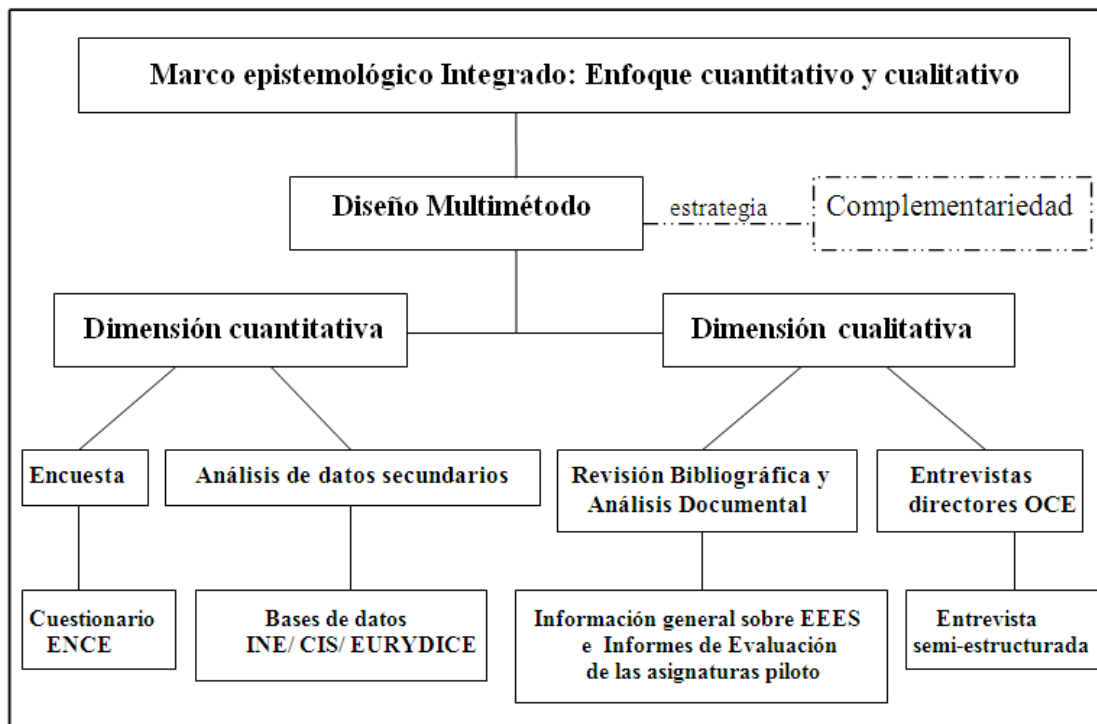 Marco epistemológico Integrado: Enfoque cuantitativo y cualitativo
Diseño Multimétodo
estrategia
Complementariedad
Dimensión cuantitativa
Dimensión cualitativa
Encuesta
Análisis de datos secundarios
Revisión Bibliográfica y
Análisis Documental
Entrevistas
directores OCE
Cuestionario
ENCE
Bases de datos
INE/ CIS/ EURYDICE
Información general sobre EEES
e Informes de Evaluación
de las asignaturas piloto
Entrevista
semi-estructurada